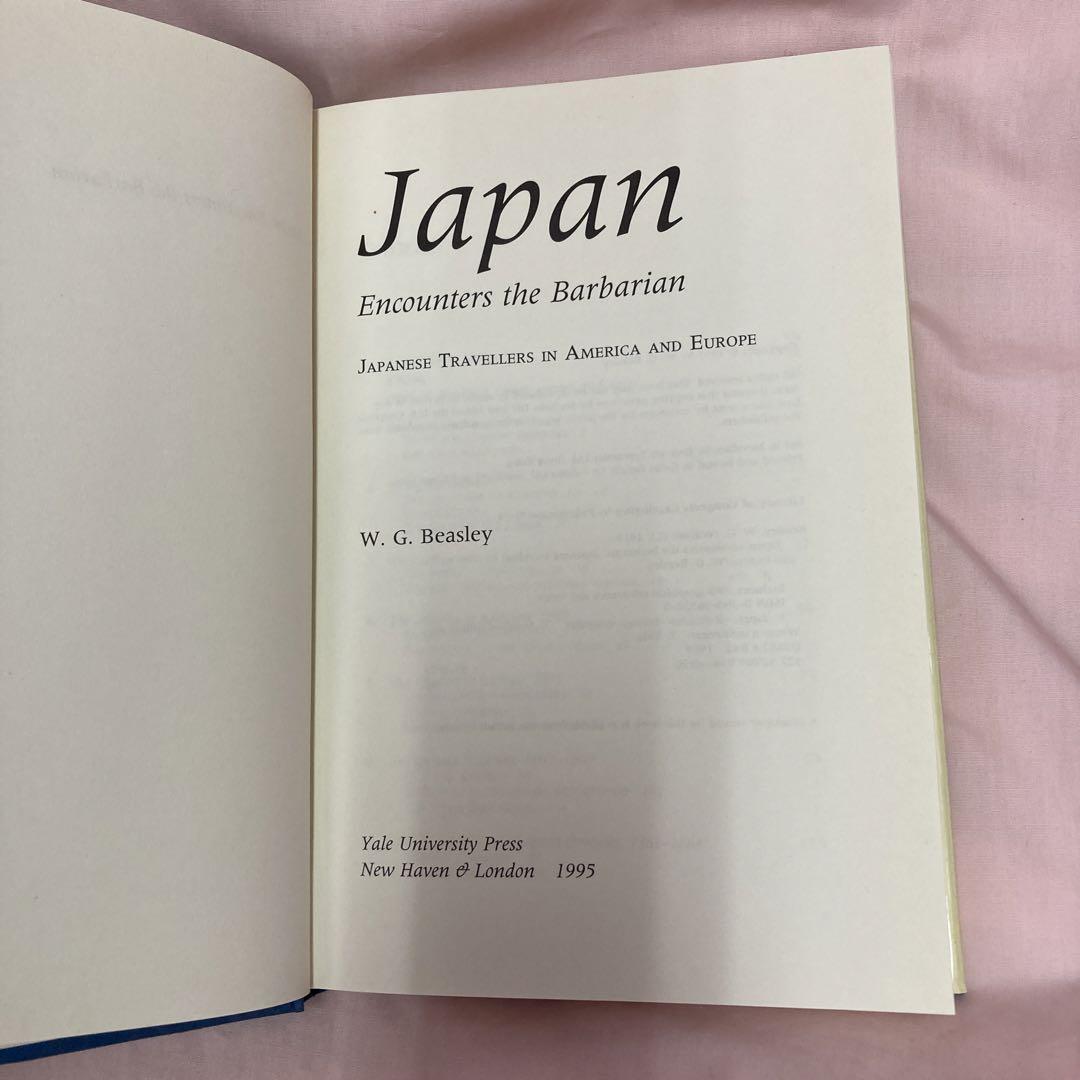 Japan
Encounters the Barbarian
Japanese Travellers in America and Europe
W. G. Beasley
Yale University Press
New Haven & London 1995